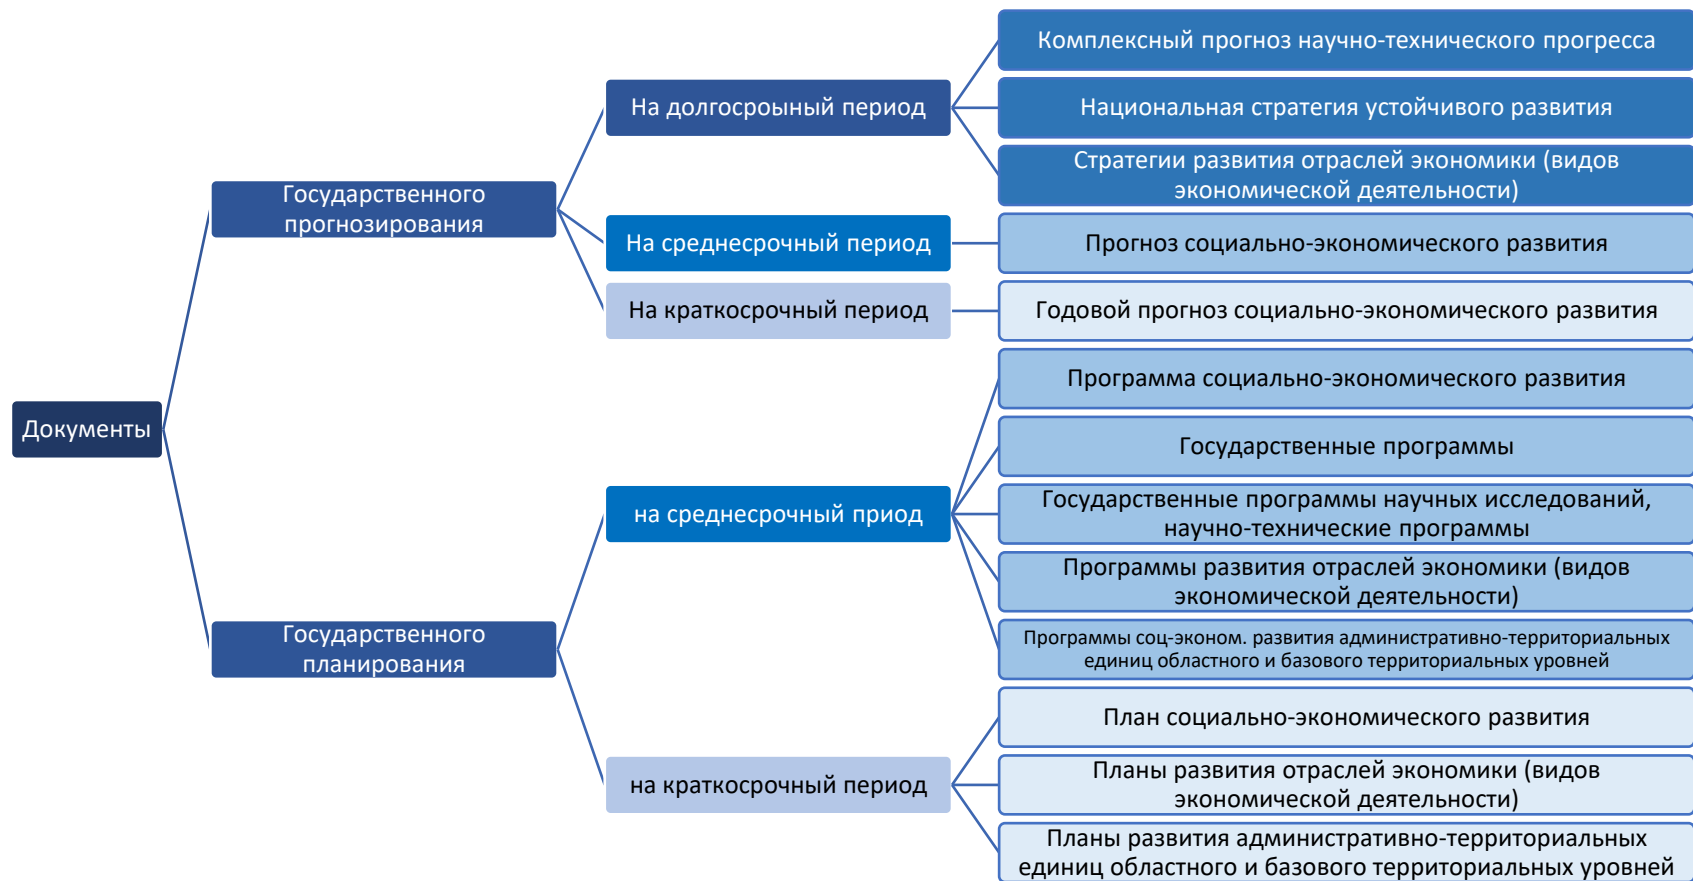 Документы
Государственного
прогнозирования
На долгосроыный период
Комплексный прогноз научно-технического прогресса
Национальная стратегия устойчивого развития
Стратегии развития отраслей экономики (видов
экономической деятельности)
На среднесрочный период
Прогноз социально-экономического развития
На краткосрочный период
Годовой прогноз социально-экономического развития
Государственного
планирования
на среднесрочный приод
Программа социально-экономического развития
Государственные программы
Государственные программы научных исследований,
научно-технические программы
Программы развития отраслей экономики (видов
экономической деятельности)
Программы соц-эконом. развития административно-территориальных
единиц областного и базового территориальных уровней
на краткосрочный период
План социально-экономического развития
Планы развития отраслей экономики (видов
экономической деятельности)
Планы развития административно-территориальных
единиц областного и базового территориальных уровней